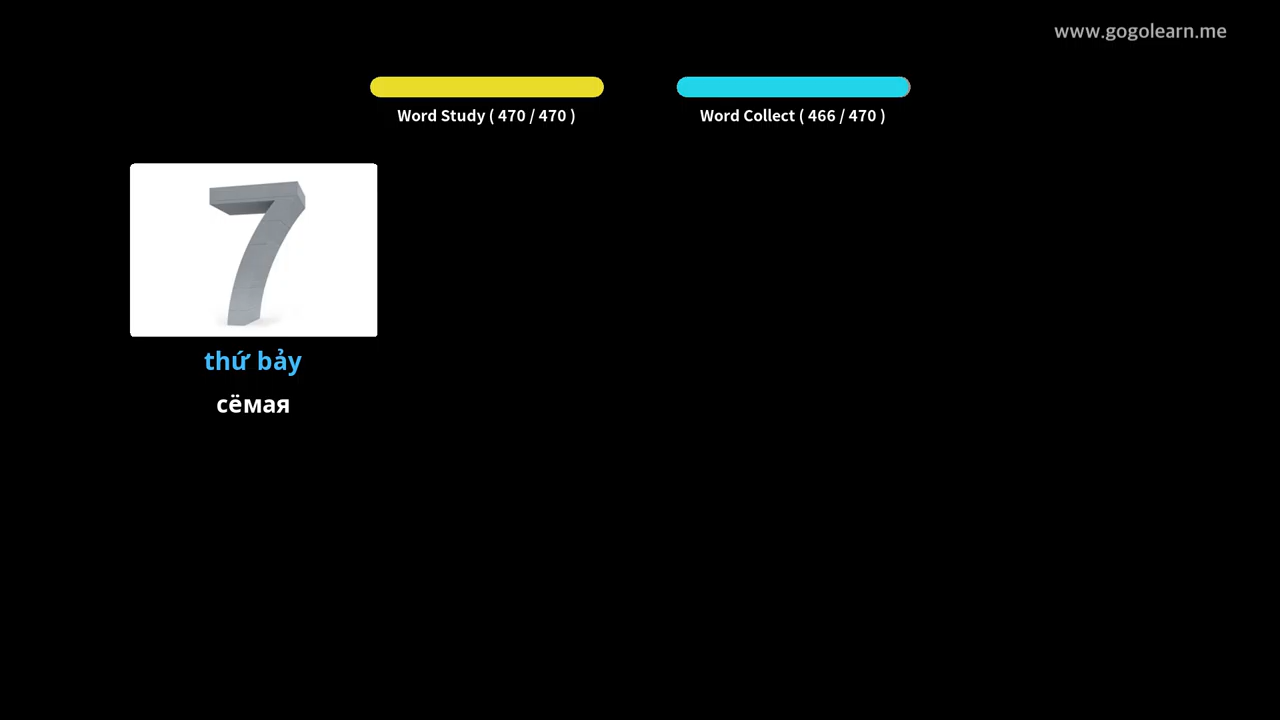 www.gogolearn.me
Word Study ( 470 / 470 )
Word Collect ( 466 / 470 )
7
thứ bảy
сёмая